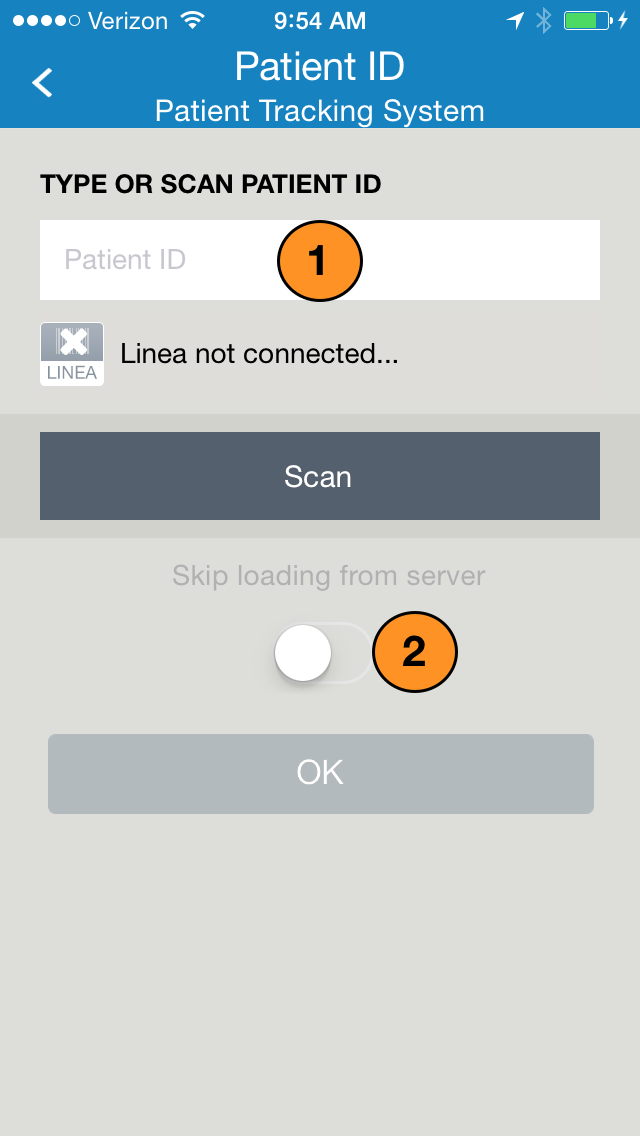 Verizon 9:54 AM
Patient ID
Patient Tracking System
TYPE OR SCAN PATIENT ID
Patient ID 1
LINEA Linea not connected...
Scan
Skip loading from server
2
OK